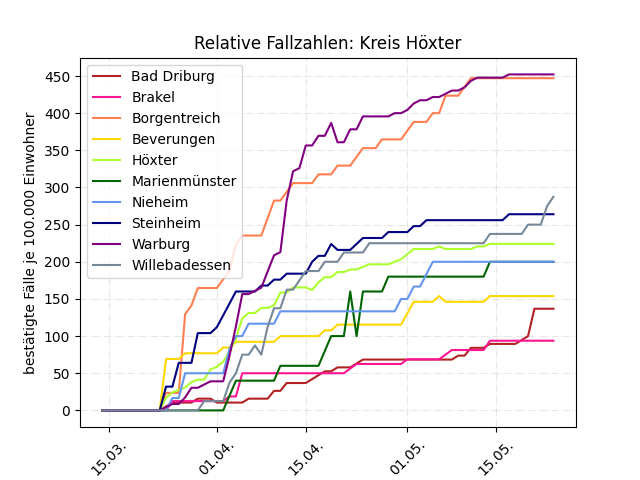 Relative Fallzahlen: Kreis Höxter
bestätigte Fälle je 100.000 Einwohner
450
400
350
300
250
200
150
100
50
0
Bad Driburg
Brakel
Borgentreich
Beverungen
Höxter
Marienmünster
Nieheim
Steinheim
Warburg
Willebadessen
15.03.
01.04.
15.04.
01.05.
15.05.